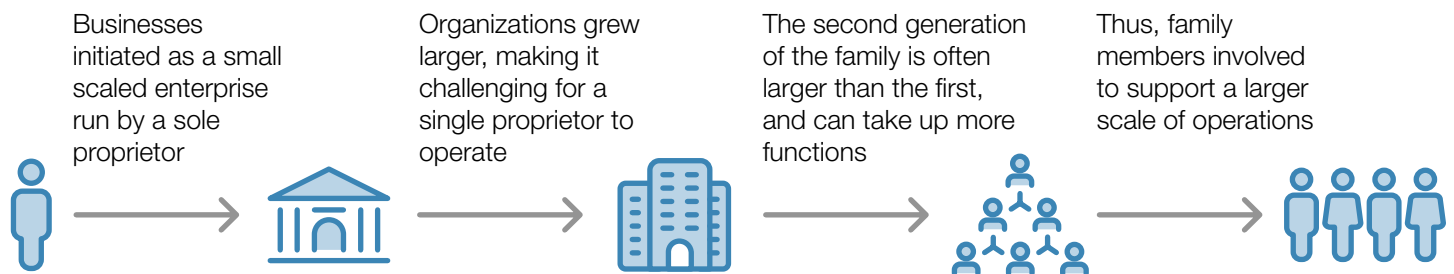 Businesses
initiated as a small
scaled enterprise
run by a sole
proprietor
Organizations grew
larger, making it
challenging for a
single proprietor to
operate
The second generation
of the family is often
larger than the first,
and can take up more
functions
Thus, family
members involved
to support a larger
scale of operations